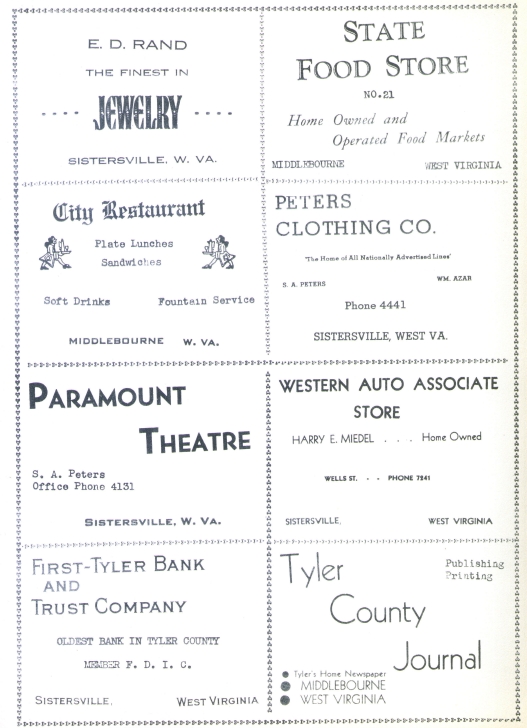 E. D. RAND
THE FINEST IN
---- JEWELRY ----
SISTERSVILLE, W. VA.
STATE
FOOD STORE
NO.21
Home Owned and
Operated Food Markets
MIDDLEBOURNE WEST VIRGINIA
City Restaurant
Plate Lunches
Sandwiches
Soft Drinks Fountain Service
MIDDLEBOURNE W. VA.
PETERS
CLOTHING CO.
"The Home of All Nationally Advertised Lines"
S. A. PETERS WM. AZAR
Phone 4441
SISTERSVILLE, WEST VA.
PARAMOUNT
THEATRE
S. A. Peters
Office Phone 4131
SISTERSVILLE, W. VA.
WESTERN AUTO ASSOCIATE
STORE
HARRY E. MIEDEL . . . Home Owned
WELLS ST. - - PHONE 7241
SISTERSVILLE, WEST VIRGINIA
FIRST-TYLER BANK
AND
TRUST COMPANY
OLDEST BANK IN TYLER COUNTY
MEMBER F. D. I. C.
SISTERSVILLE, WEST VIRGINIA
Tyler
County
Journal
Publishing
Printing
● Tyler's Home Newspaper
● MIDDLEBOURNE
● WEST VIRGINIA